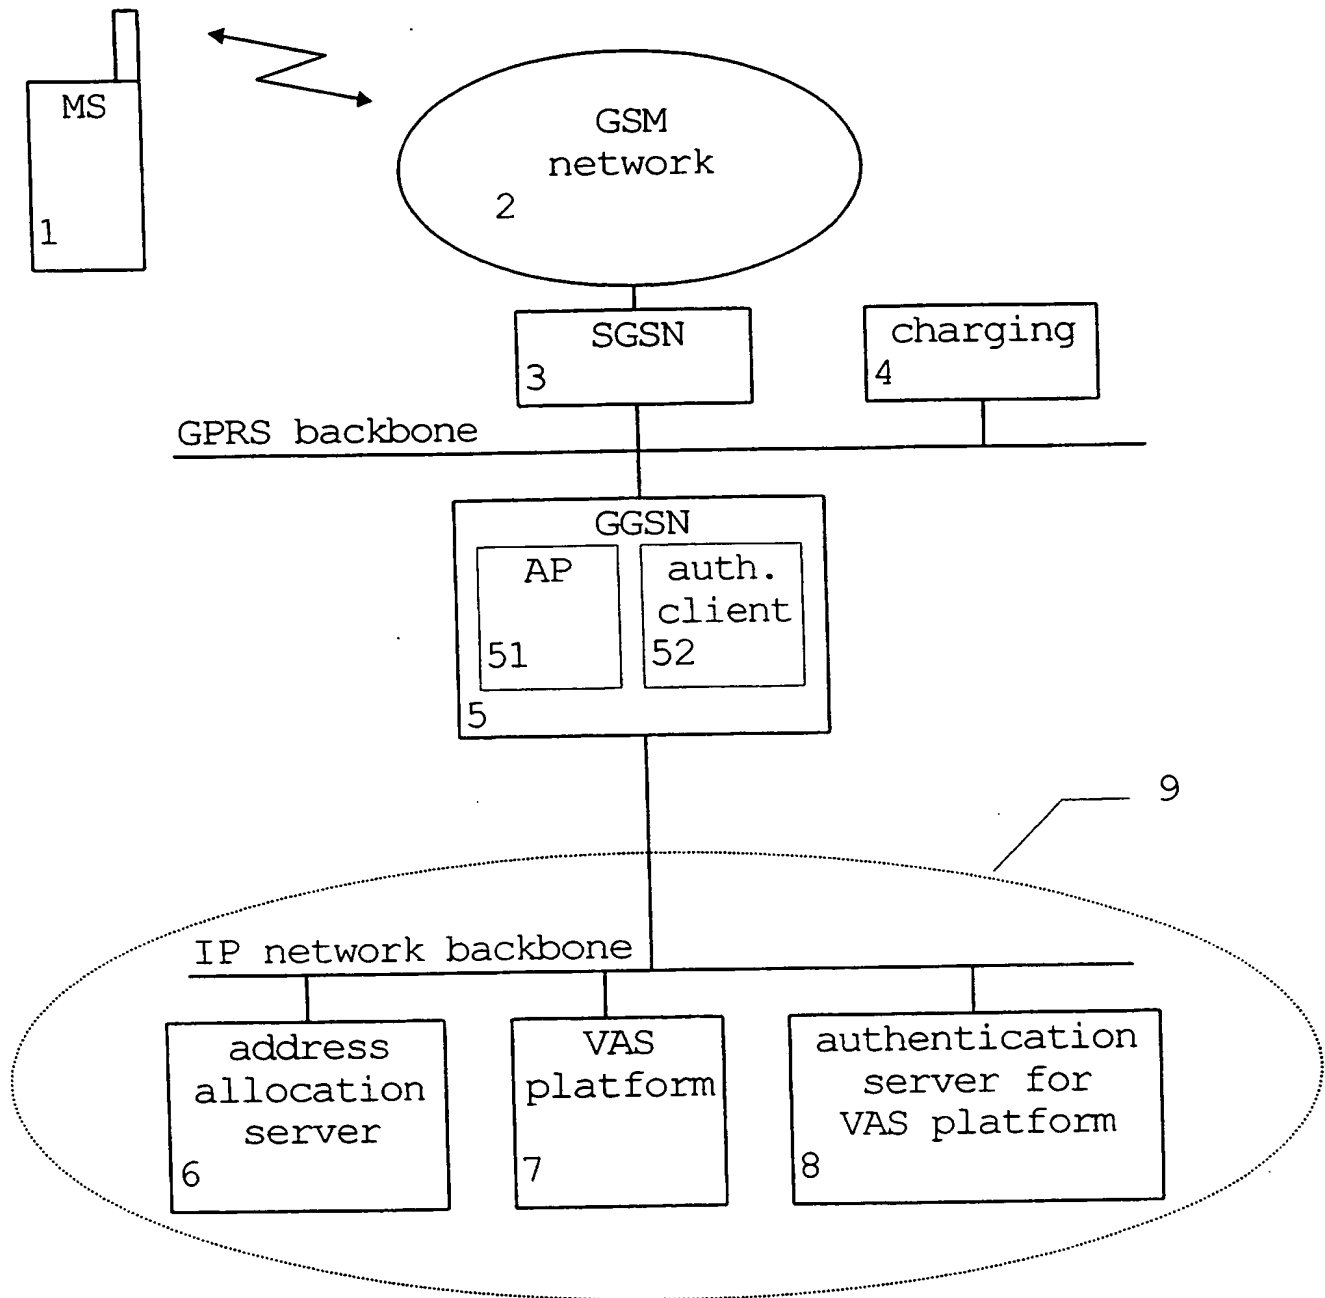 MS
1
GSM
network
2
SGSN
3
charging
4
GPRS backbone
GGSN
AP
51
auth.
client
52
5
9
IP network backbone
address
allocation
server
6
VAS
platform
7
authentication
server for
VAS platform
8